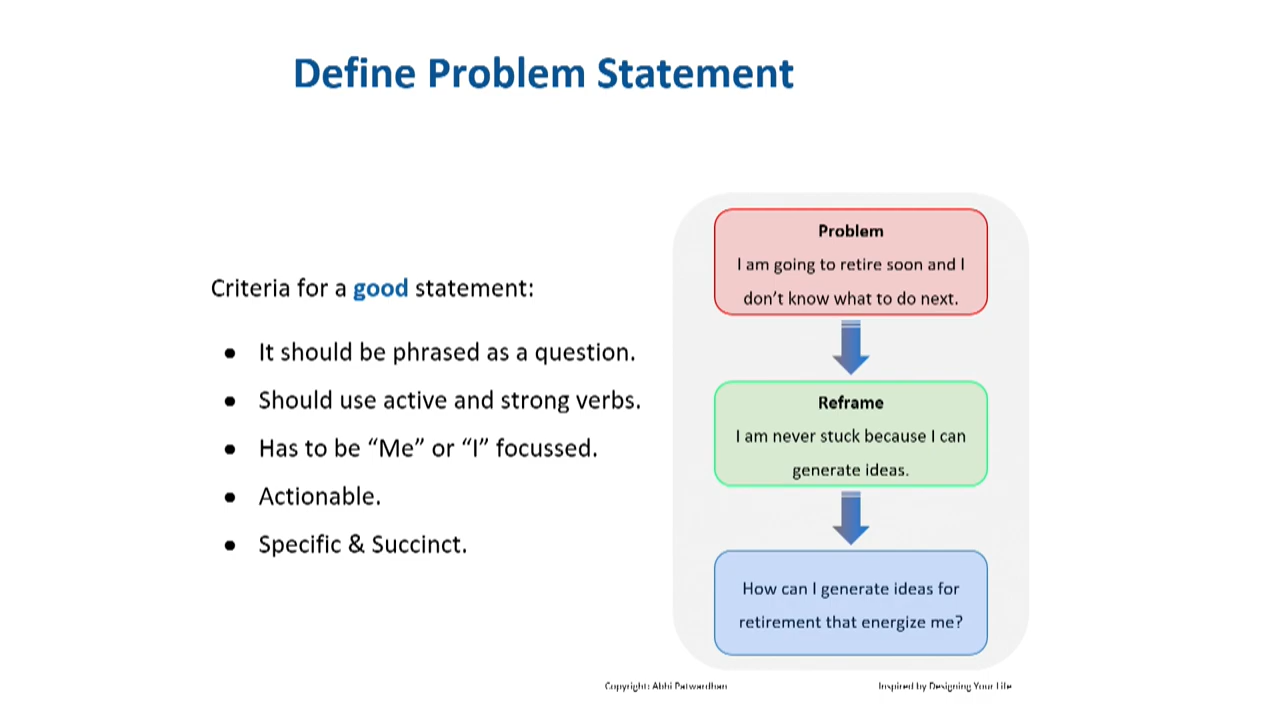 Define Problem Statement
Criteria for a good statement:
● It should be phrased as a question.
● Should use active and strong verbs.
● Has to be “Me” or “I” focussed.
● Actionable.
● Specific & Succinct.
Problem
I am going to retire soon and I
don’t know what to do next.
Reframe
I am never stuck because I can
generate ideas.
How can I generate ideas for
retirement that energize me?
Copyright: Abhi Patwardhan
Inspired by Designing Your Life